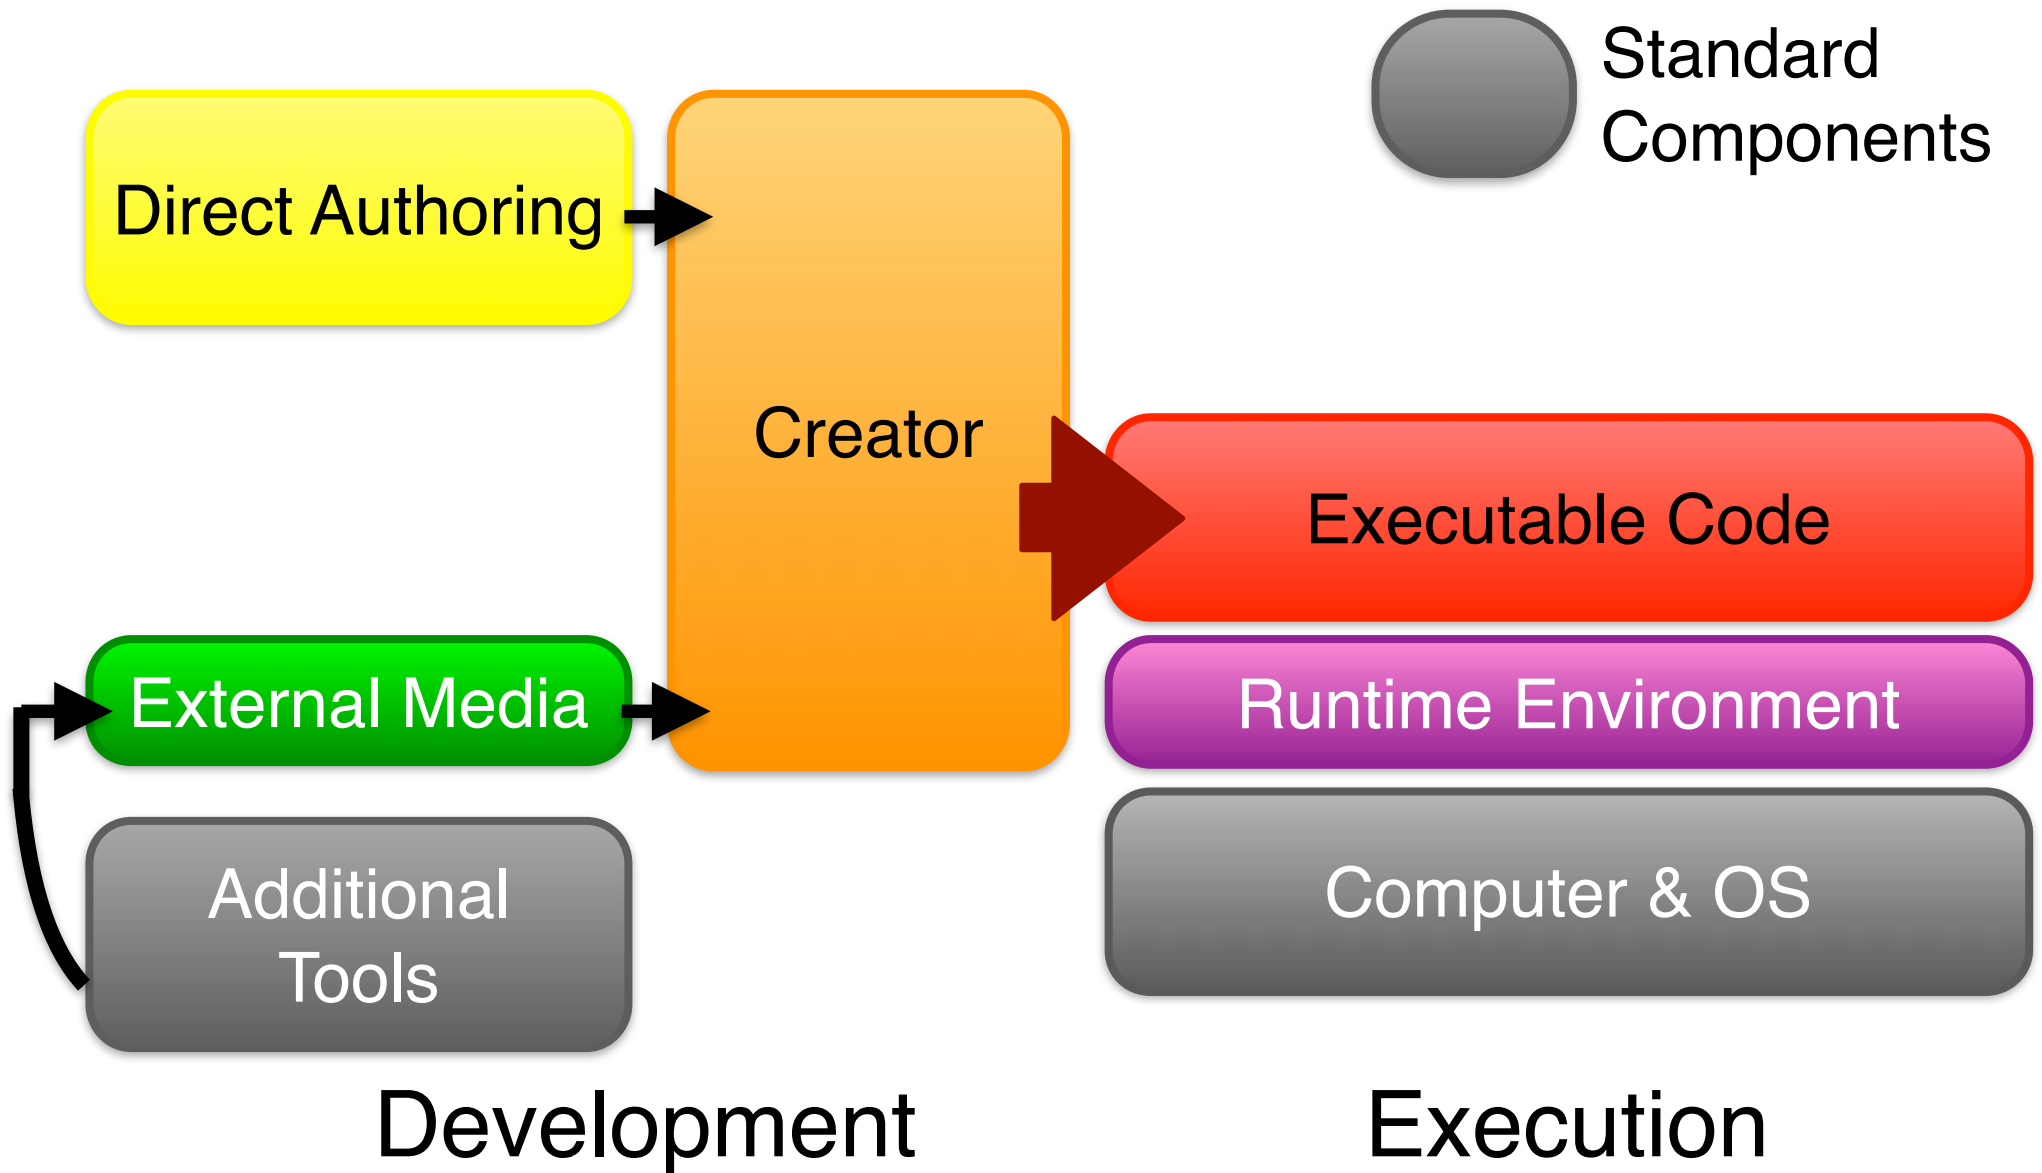 Standard
Components
Direct Authoring
Creator
Executable Code
External Media
Runtime Environment
Additional
Tools
Computer & OS
Development
Execution